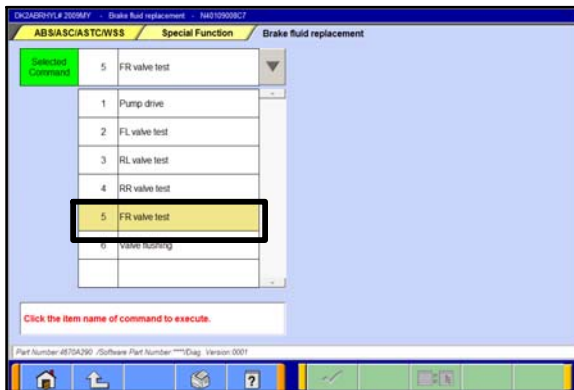 DK2ABRHYL# 2009MY - Brake fluid replacement - N40109008C7
ABS/ASC/ASTC/WSS
Special Function
Brake fluid replacement
Selected Command
5 FR valve test
1 Pump drive
2 FL valve test
3 RL valve test
4 RR valve test
5 FR valve test
6 Valve flushing
Click the item name of command to execute.
Part Number 4670A290 /Software Part Number ****/Diag. Version:0001
?